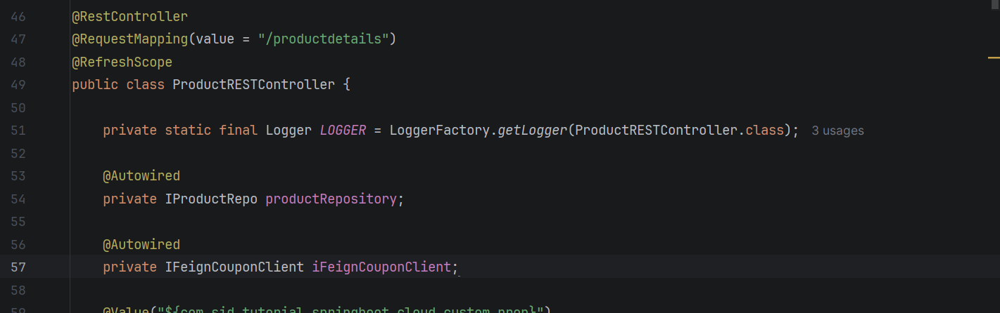 46 @RestController
47 @RequestMapping(value = "/productdetails")
48 @RefreshScope
49 public class ProductRESTController {
50
51 private static final Logger LOGGER = LoggerFactory.getLogger(ProductRESTController.class); 3 usages
52
53 @Autowired
54 private IProductRepo productRepository;
55
56 @Autowired
57 private IFeignCouponClient iFeignCouponClient;
58
59 @Value("${com.sid.tutorial.springboot.cloud.custom.prop}")